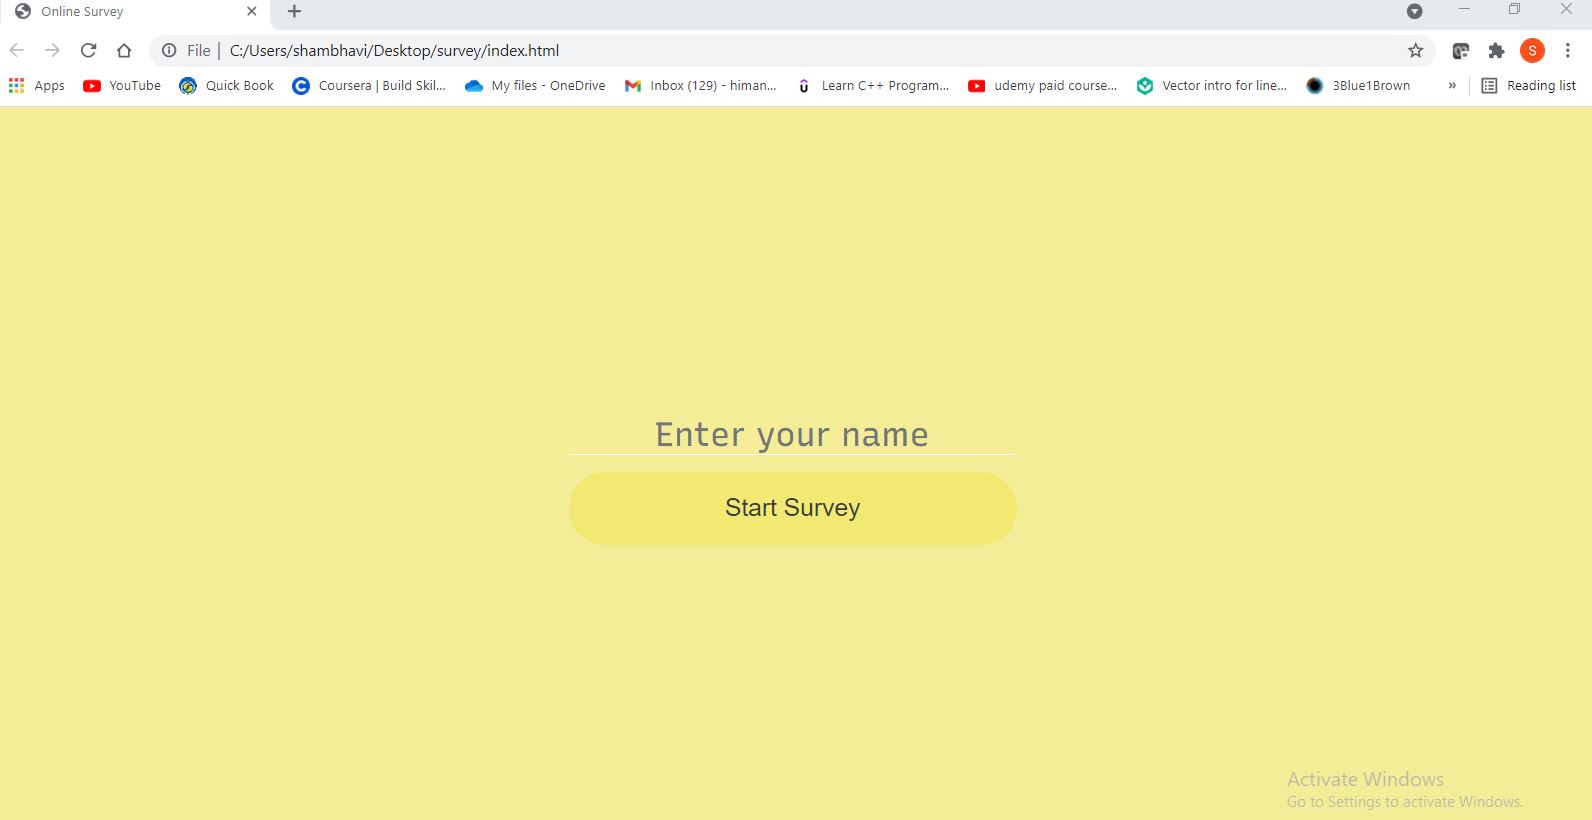 Online Survey
File | C:/Users/shambhavi/Desktop/survey/index.html
S
Apps YouTube Quick Book Coursera | Build Skil... My files - OneDrive Inbox (129) - himan... Learn C++ Program... udemy paid course... Vector intro for line... 3Blue1Brown » Reading list
Enter your name
Start Survey
Activate Windows
Go to Settings to activate Windows.